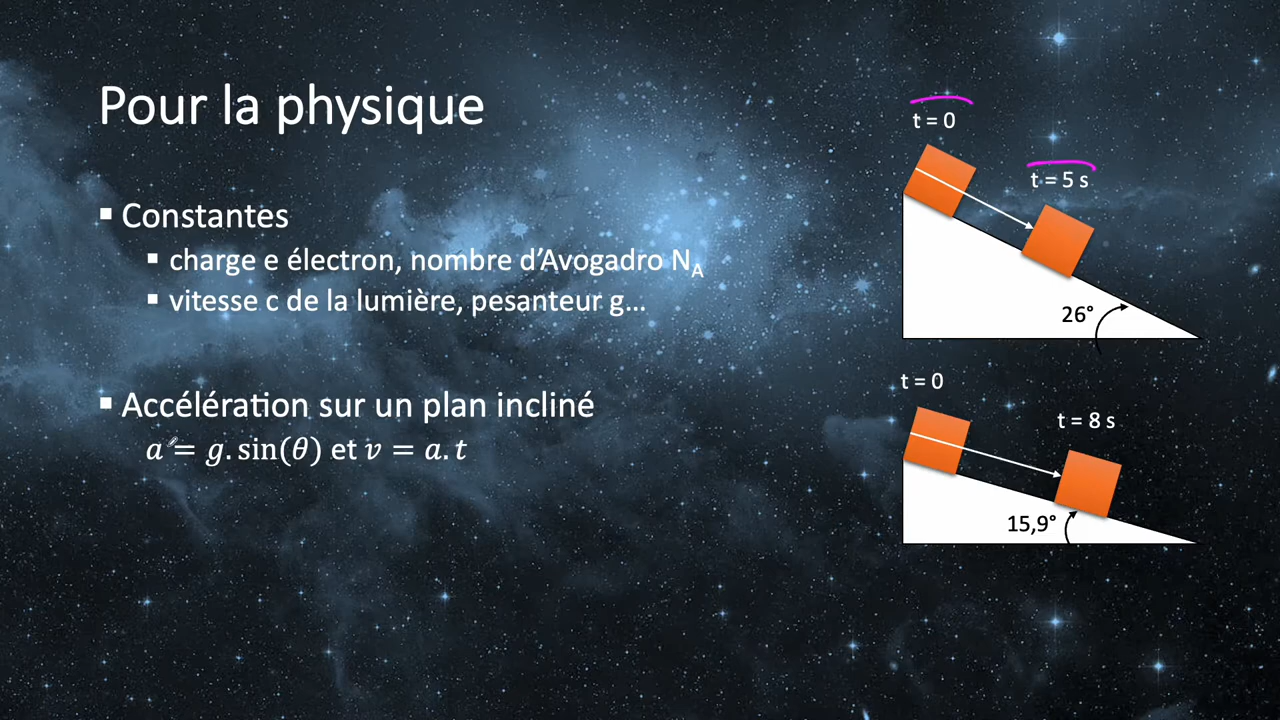 Pour la physique
▪ Constantes
▪ charge e électron, nombre d’Avogadro N_A
▪ vitesse c de la lumière, pesanteur g…
▪ Accélération sur un plan incliné
a = g. sin(θ) et v = a. t
t = 0
t = 5 s
26°
t = 0
t = 8 s
15,9°